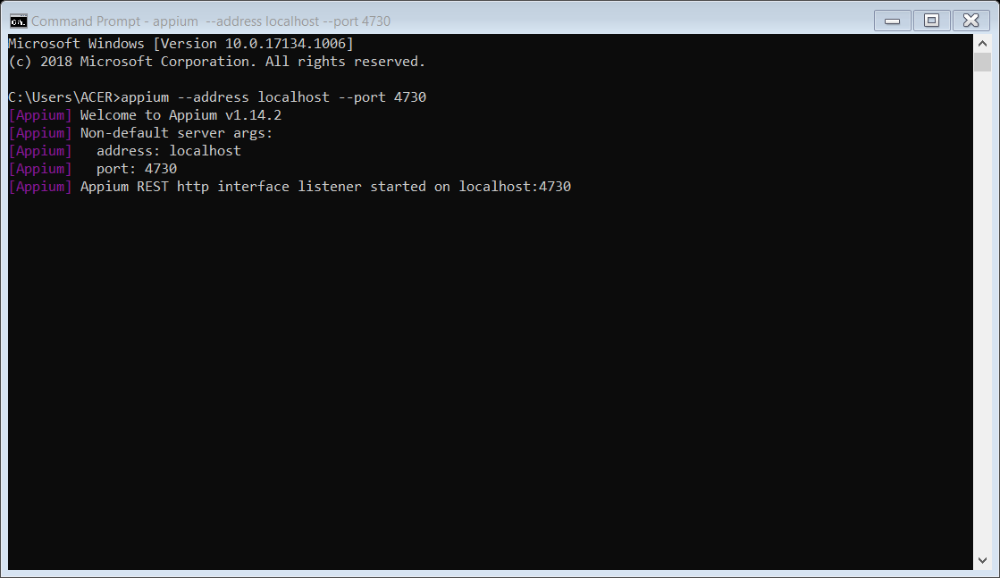 Command Prompt - appium  --address localhost --port 4730
Microsoft Windows [Version 10.0.17134.1006]
(c) 2018 Microsoft Corporation. All rights reserved.
C:\Users\ACER>appium --address localhost --port 4730
[Appium] Welcome to Appium v1.14.2
[Appium] Non-default server args:
[Appium]   address: localhost
[Appium]   port: 4730
[Appium] Appium REST http interface listener started on localhost:4730